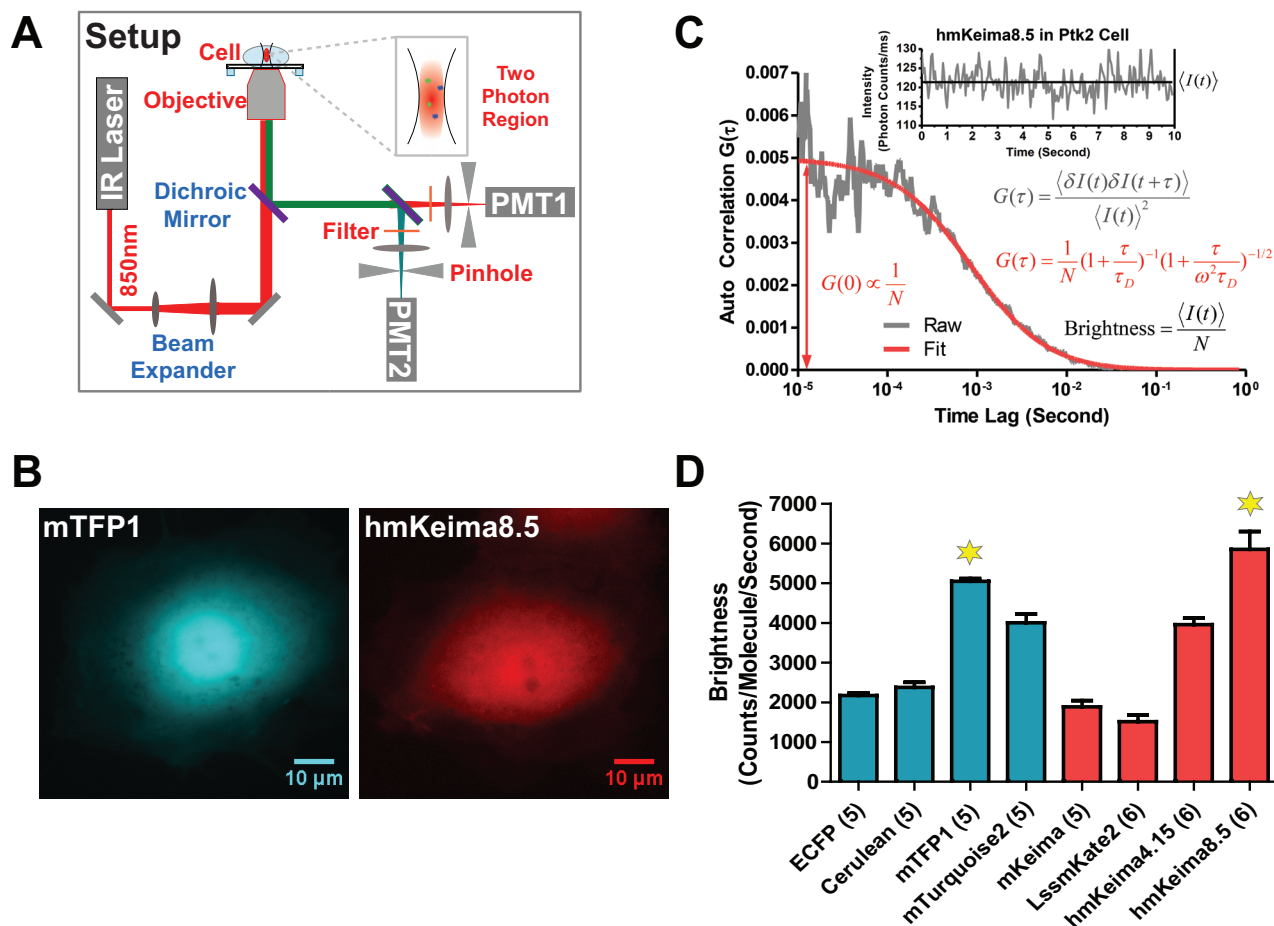 A
Setup
Cell
Objective
Two
Photon
Region
IR Laser
Dichroic
Mirror
PMT1
Filter
Pinhole
850nm
PMT2
Beam
Expander
B
mTFP1
10 µm
hmKeima8.5
10 µm
C
hmKeima8.5 in Ptk2 Cell
Intensity
(Photon Counts/ms)
130
125
120
115
110
⟨I(t)⟩
0 1 2 3 4 5 6 7 8 9 10
Time (Second)
Auto Correlation G(τ)
0.007
0.006
0.005
0.004
0.003
0.002
0.001
0.000
G(τ) = ⟨δI(t)δI(t+τ)⟩ / ⟨I(t)⟩²
G(τ) = 1/N (1+ τ/τ_D)⁻¹(1+ τ/ω²τ_D)⁻¹/²
G(0) ∝ 1/N
Brightness = ⟨I(t)⟩/N
Raw
Fit
10⁻⁵ 10⁻⁴ 10⁻³ 10⁻² 10⁻¹ 10⁰
Time Lag (Second)
D
Brightness
(Counts/Molecule/Second)
7000
6000
5000
4000
3000
2000
1000
0
ECFP (5)
Cerulean (5)
mTFP1 (5)
mTurquoise2 (5)
mKeima (5)
LssmKate2 (6)
hmKeima4.15 (6)
hmKeima8.5 (6)